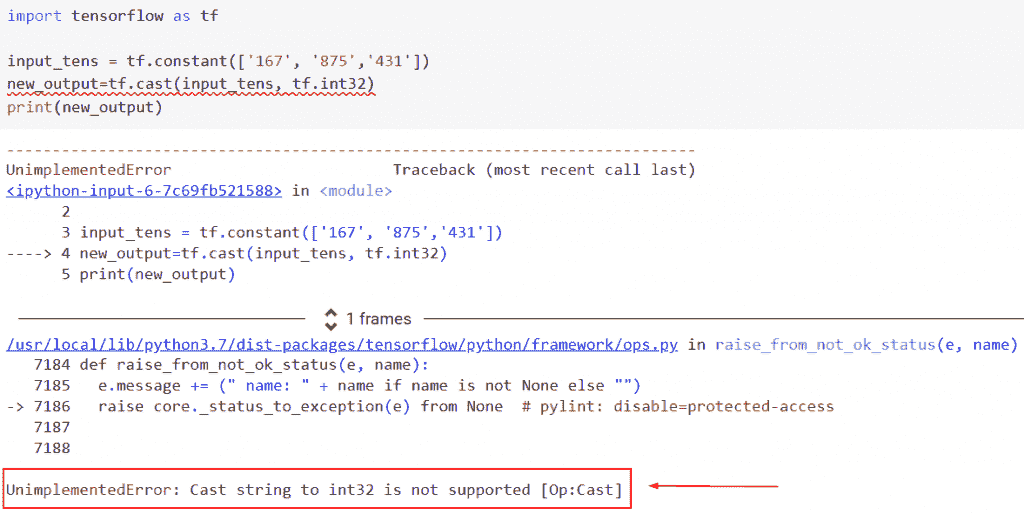 import tensorflow as tf
input_tens = tf.constant(['167', '875','431'])
new_output=tf.cast(input_tens, tf.int32)
print(new_output)
---------------------------------------------------------------------------
UnimplementedError                        Traceback (most recent call last)
<ipython-input-6-7c69fb521588> in <module>
      2
      3 input_tens = tf.constant(['167', '875','431'])
----> 4 new_output=tf.cast(input_tens, tf.int32)
      5 print(new_output)
1 frames
/usr/local/lib/python3.7/dist-packages/tensorflow/python/framework/ops.py in raise_from_not_ok_status(e, name)
   7184 def raise_from_not_ok_status(e, name):
   7185   e.message += (" name: " + name if name is not None else "")
-> 7186   raise core._status_to_exception(e) from None  # pylint: disable=protected-access
   7187
   7188
UnimplementedError: Cast string to int32 is not supported [Op:Cast]